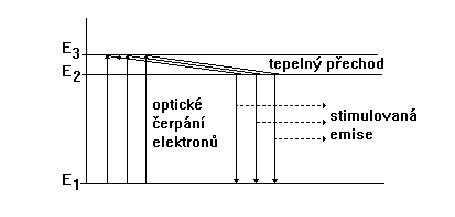 E3
tepelný přechod
E2
optické
čerpání
elektronů
stimulovaná
emise
E1